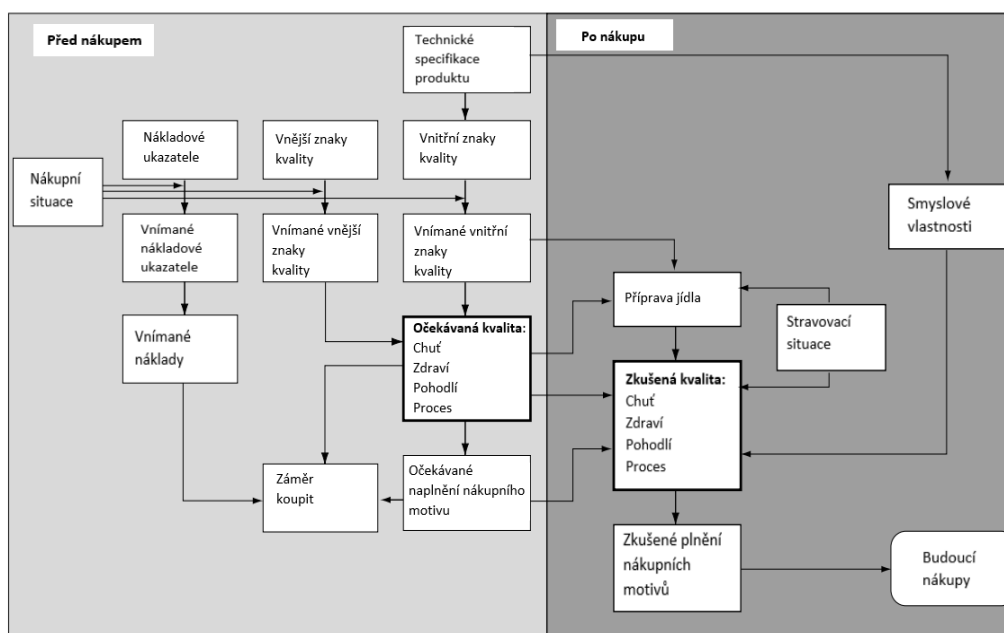 Před nákupem
Po nákupu
Technické
specifikace
produktu
Nákladové
ukazatele
Vnější znaky
kvality
Vnitřní znaky
kvality
Nákupní
situace
Vnímané
nákladové
ukazatele
Vnímané vnější
znaky
kvality
Vnímané vnitřní
znaky
kvality
Smyslové
vlastnosti
Příprava jídla
Stravovací
situace
Vnímané
náklady
Očekávaná kvalita:
Chuť
Zdraví
Pohodlí
Proces
Zkušená kvalita:
Chuť
Zdraví
Pohodlí
Proces
Záměr
koupit
Očekávané
naplnění nákupního
motivu
Zkušené plnění
nákupních
motivů
Budoucí
nákupy